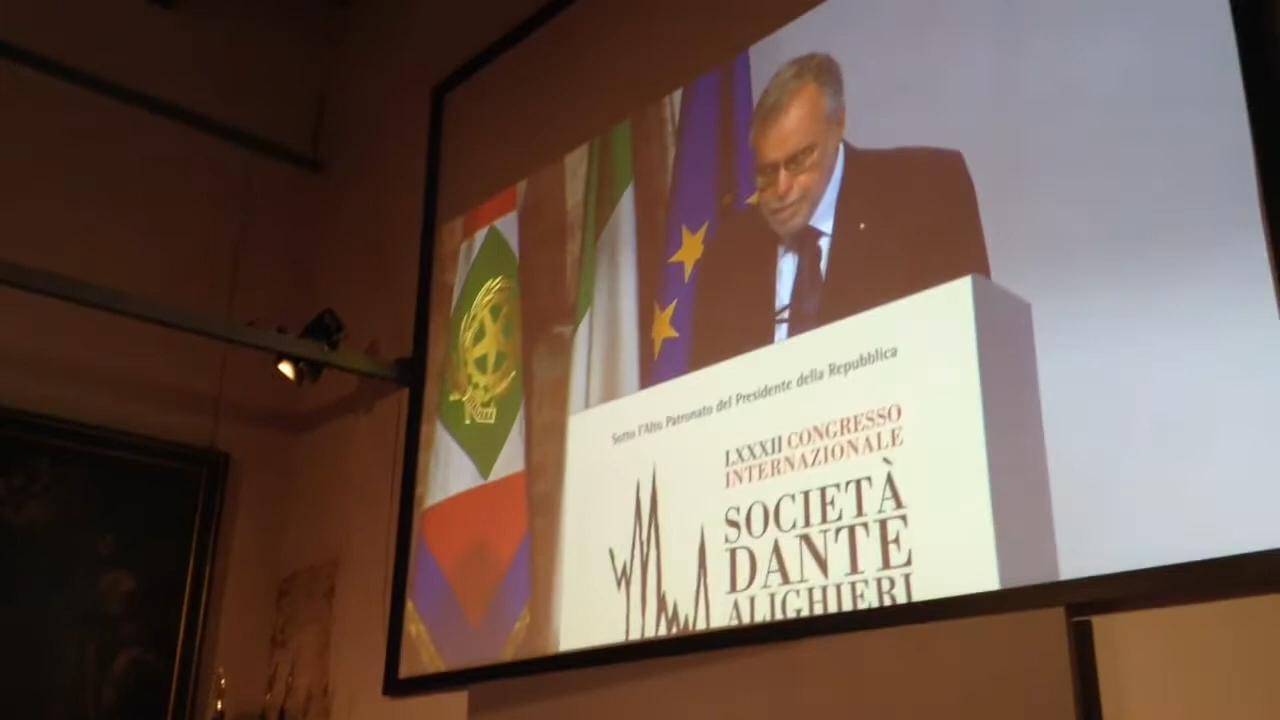 Sotto l'Alto Patronato del Presidente della Repubblica
LXXXII CONGRESSO
INTERNAZIONALE
SOCIETÀ
DANTE
ALIGHIERI